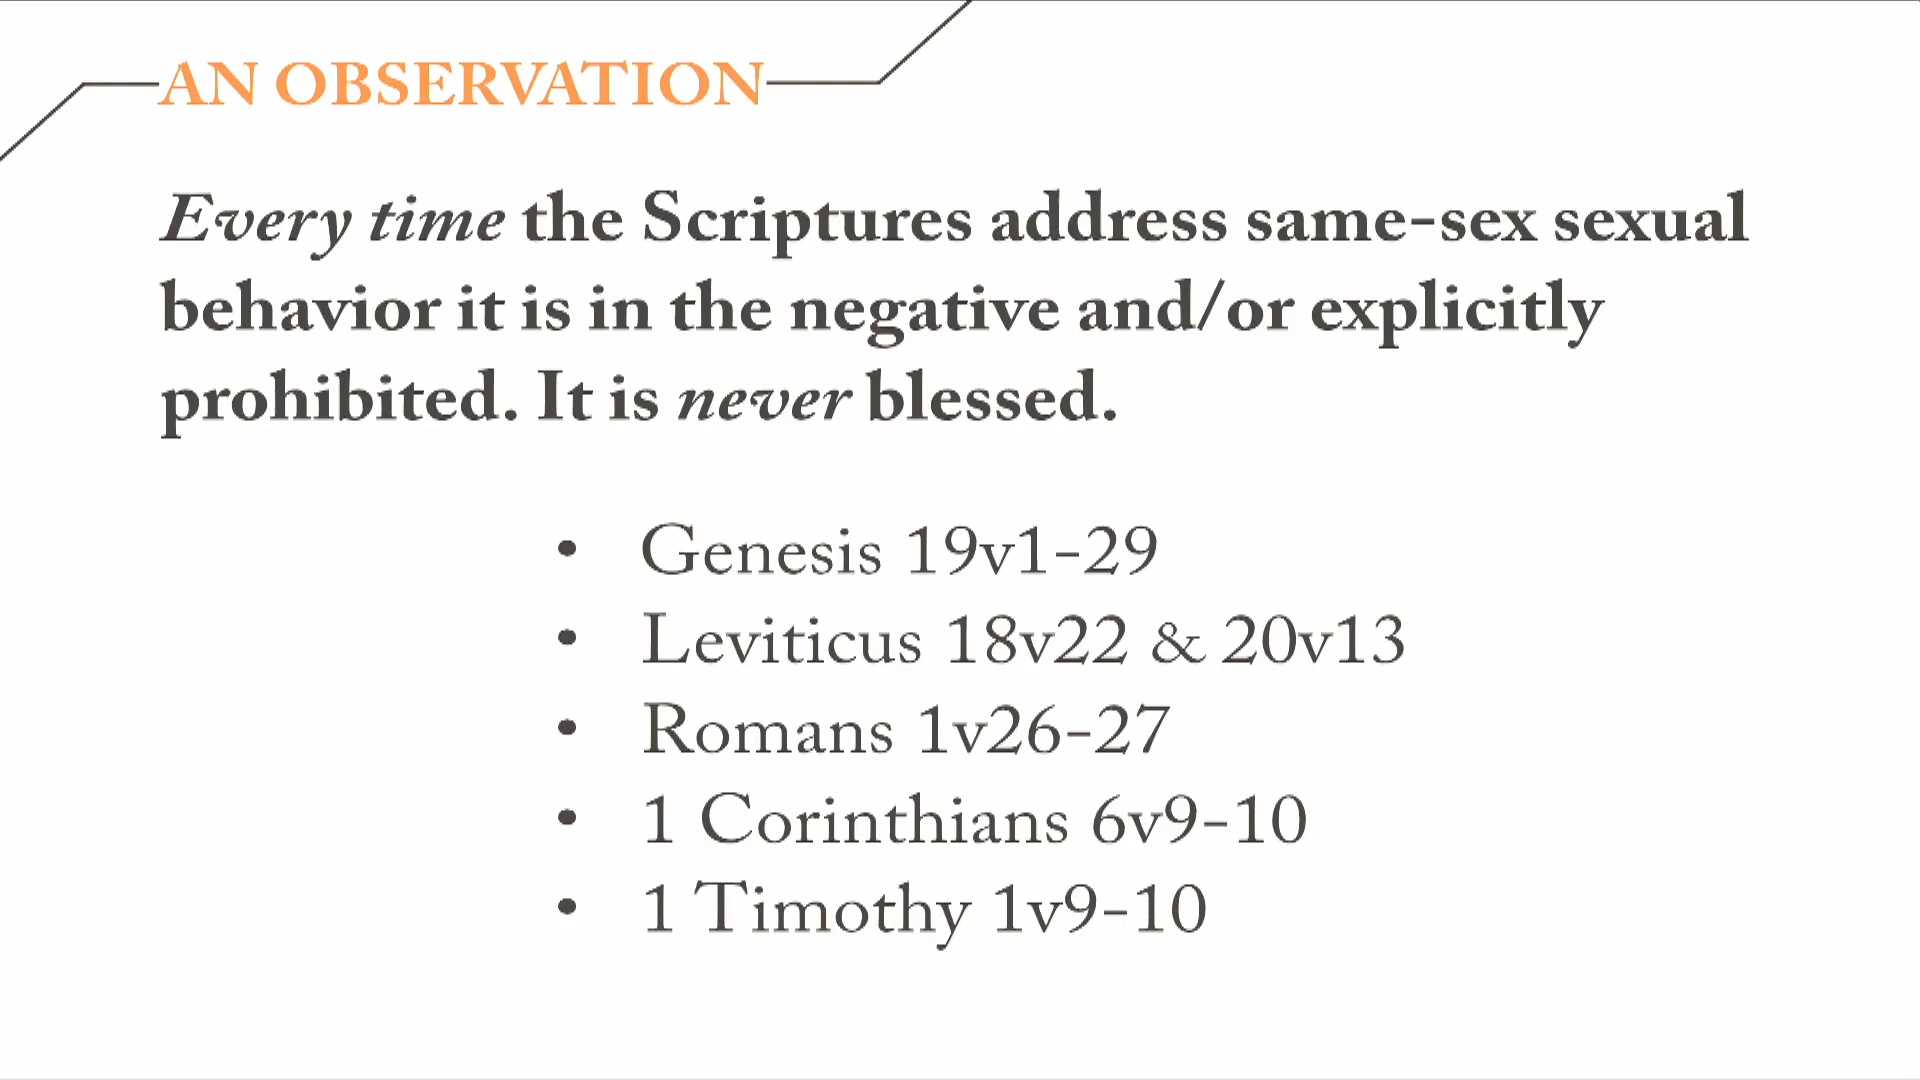 AN OBSERVATION
Every time the Scriptures address same-sex sexual
behavior it is in the negative and/or explicitly
prohibited. It is never blessed.
• Genesis 19v1-29
• Leviticus 18v22 & 20v13
• Romans 1v26-27
• 1 Corinthians 6v9-10
• 1 Timothy 1v9-10